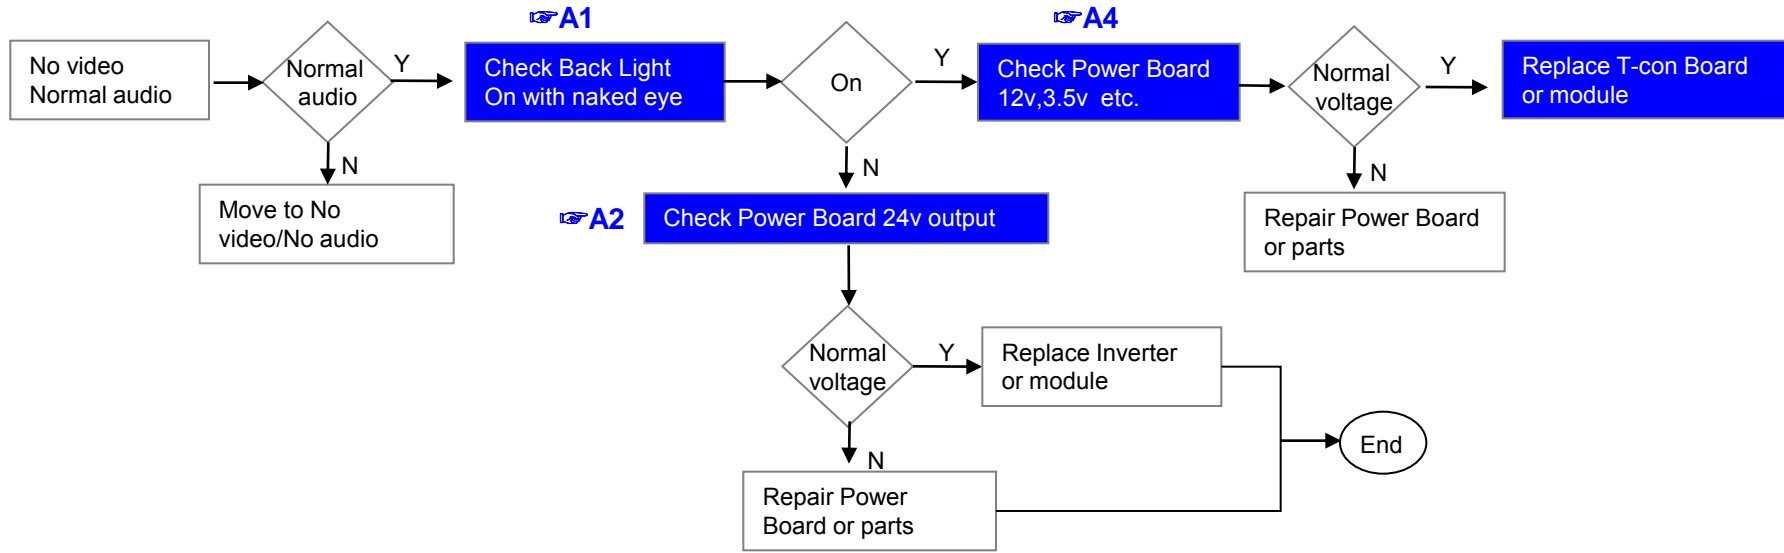 ☞A1
☞A4
No video
Normal audio
Normal
audio
Y
Check Back Light
On with naked eye
On
Y
Check Power Board
12v,3.5v etc.
Normal
voltage
Y
Replace T-con Board
or module
N
Move to No
video/No audio
N
☞A2
Check Power Board 24v output
N
Repair Power Board
or parts
Normal
voltage
Y
Replace Inverter
or module
End
N
Repair Power
Board or parts